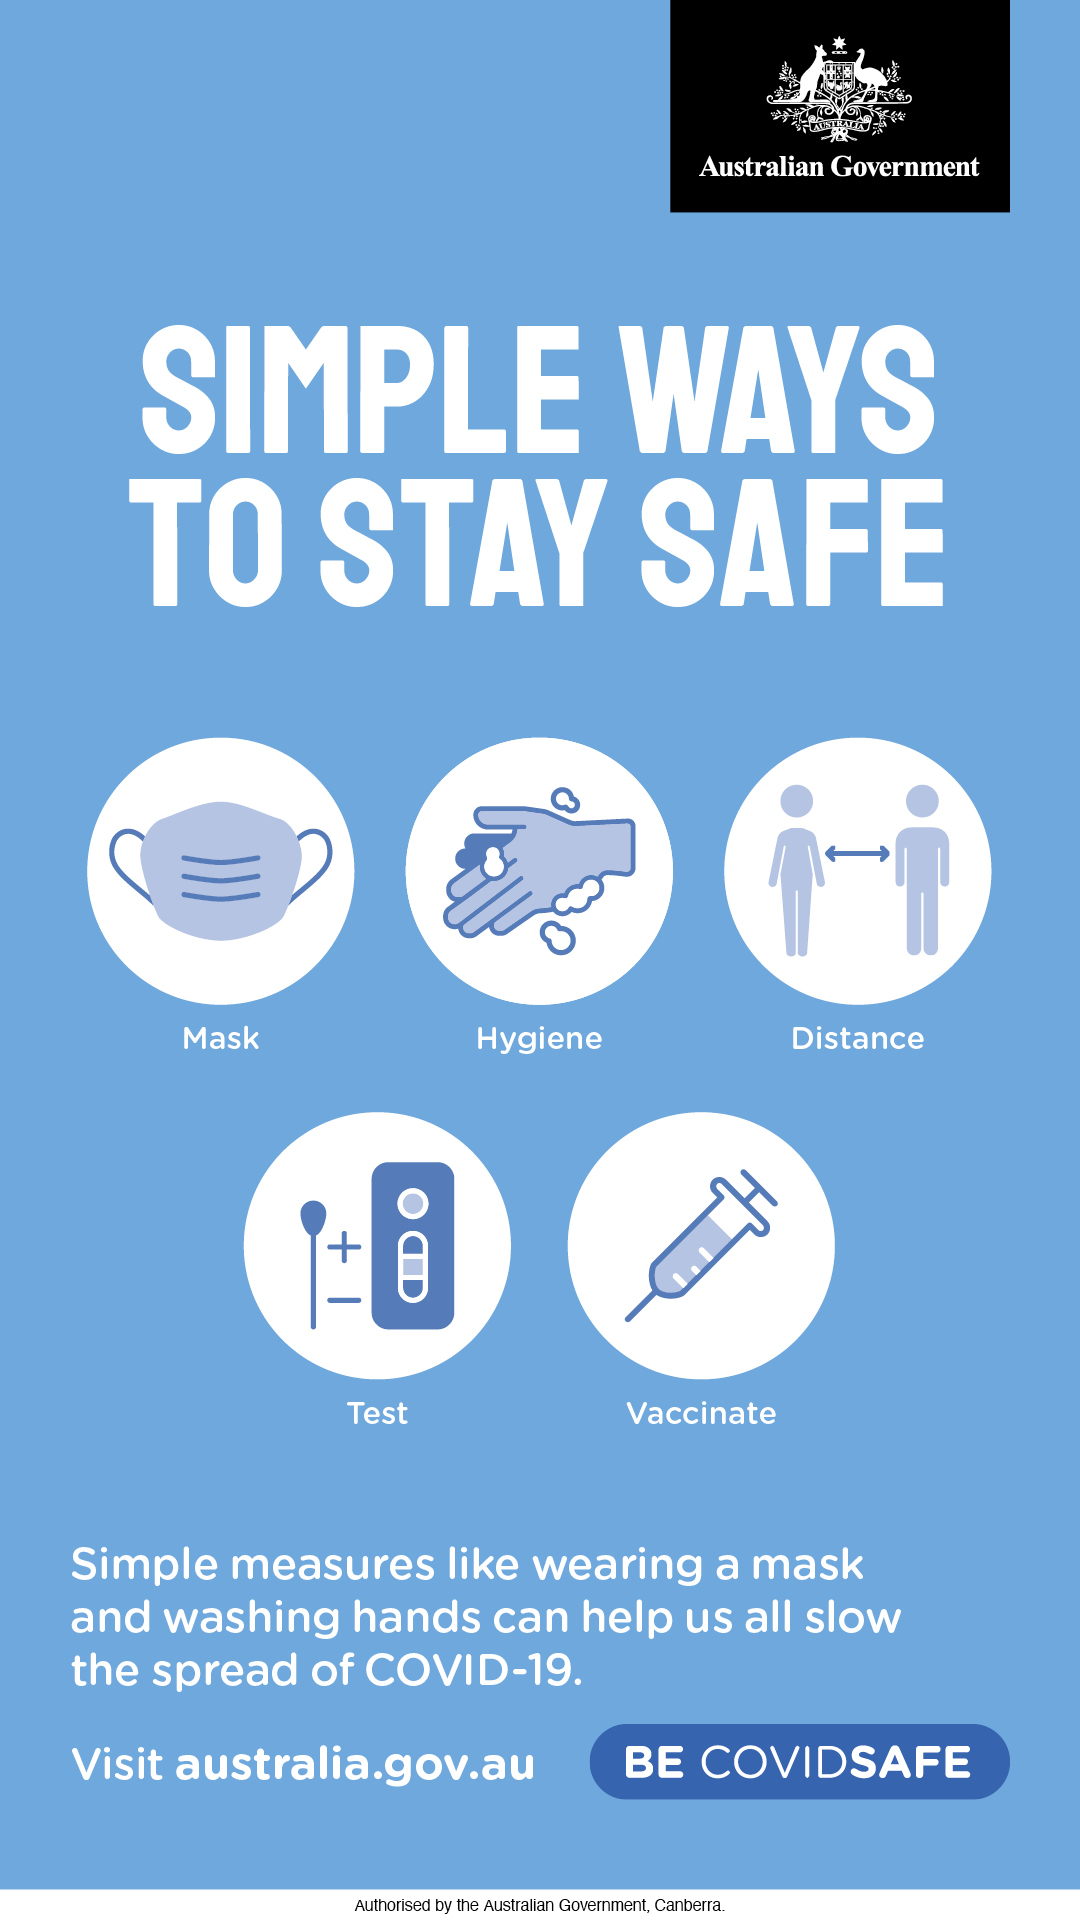 AUSTRALIA
Australian Government
SIMPLE WAYS
TO STAY SAFE
Mask
Hygiene
Distance
Test
Vaccinate
Simple measures like wearing a mask
and washing hands can help us all slow
the spread of COVID-19.
Visit australia.gov.au
BE COVIDSAFE
Authorised by the Australian Government, Canberra.